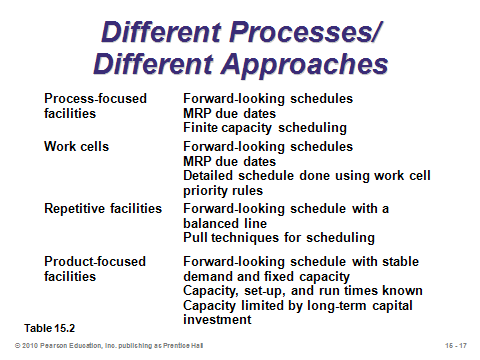 Different Processes/
Different Approaches
Process-focused facilities
Forward-looking schedules
MRP due dates
Finite capacity scheduling
Work cells
Forward-looking schedules
MRP due dates
Detailed schedule done using work cell
priority rules
Repetitive facilities
Forward-looking schedule with a
balanced line
Pull techniques for scheduling
Product-focused facilities
Forward-looking schedule with stable
demand and fixed capacity
Capacity, set-up, and run times known
Capacity limited by long-term capital
investment
Table 15.2
© 2010 Pearson Education, Inc. publishing as Prentice Hall
15 - 17